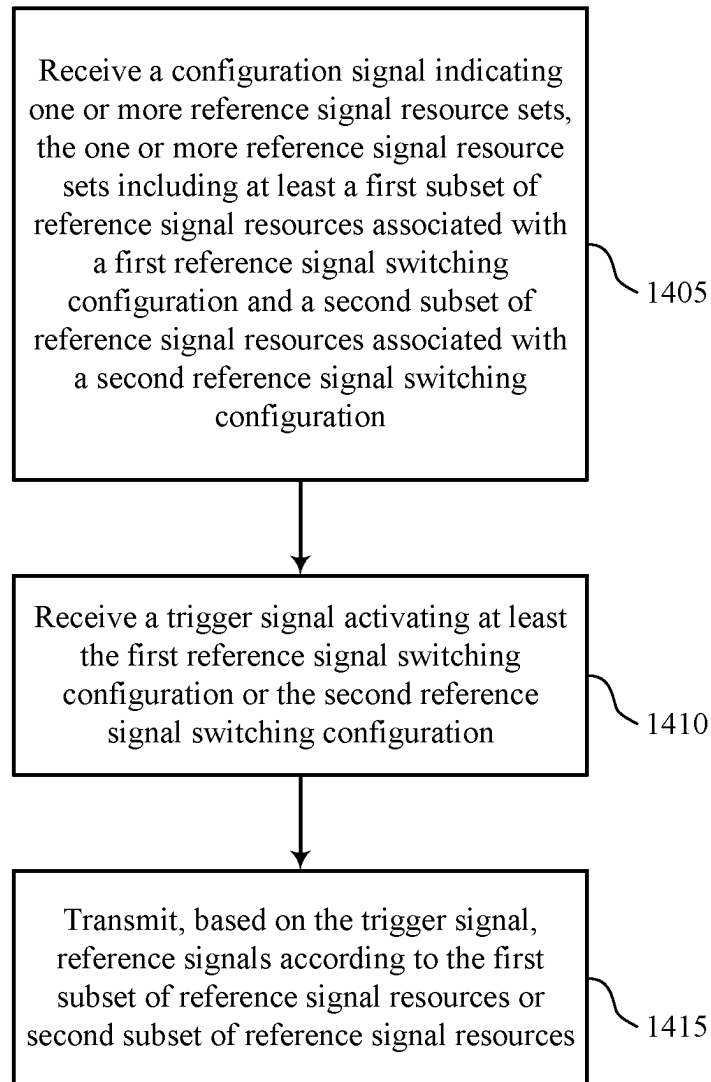 Receive a configuration signal indicating
one or more reference signal resource sets,
the one or more reference signal resource
sets including at least a first subset of
reference signal resources associated with
a first reference signal switching
configuration and a second subset of
reference signal resources associated with
a second reference signal switching
configuration
1405
Receive a trigger signal activating at least
the first reference signal switching
configuration or the second reference
signal switching configuration
1410
Transmit, based on the trigger signal,
reference signals according to the first
subset of reference signal resources or
second subset of reference signal resources
1415